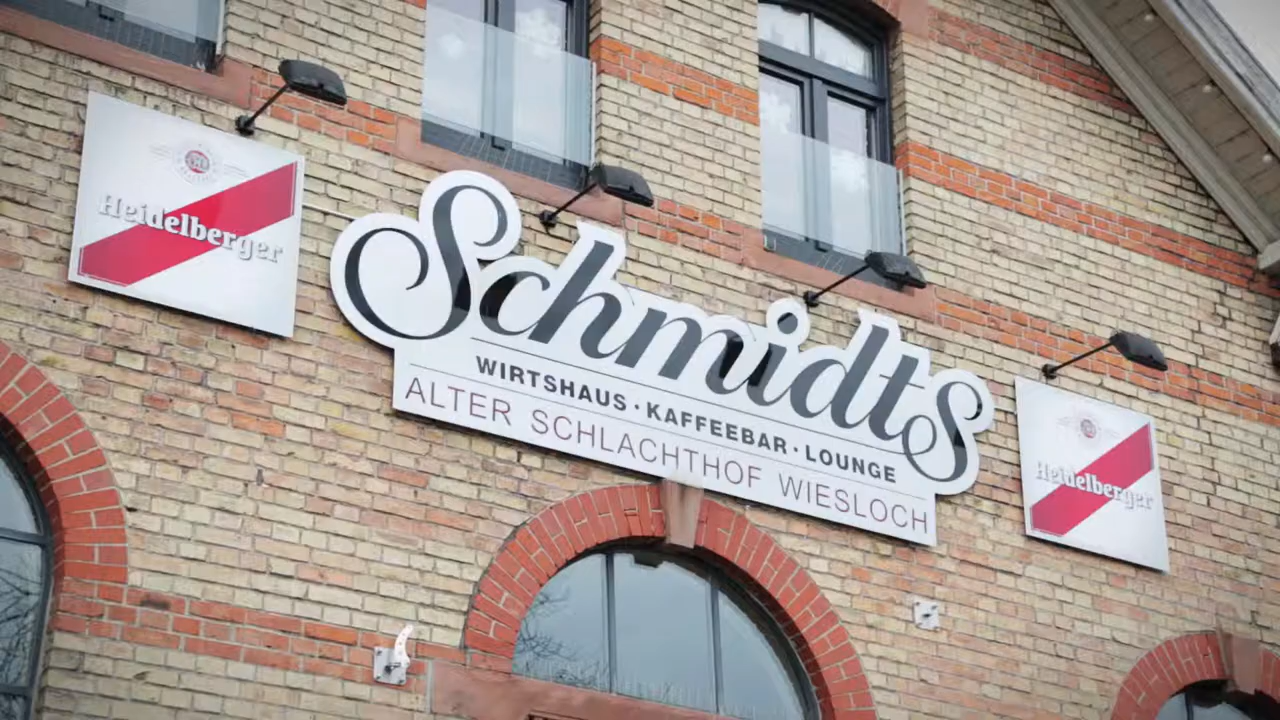 Heidelberger
Schmidts
WIRTSHAUS · KAFFEEBAR · LOUNGE
ALTER SCHLACHTHOF WIESLOCH
Heidelberger